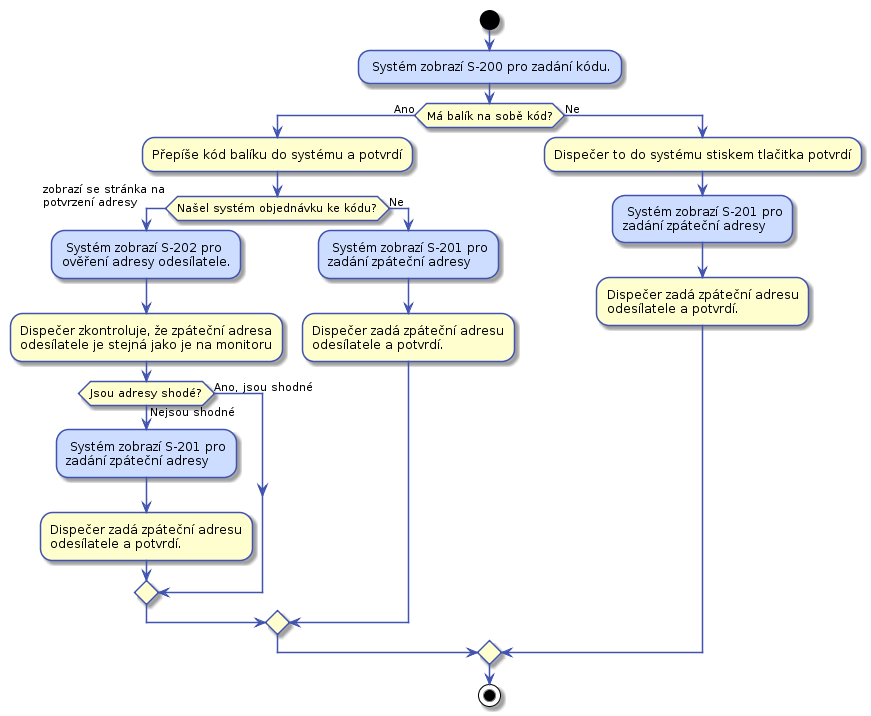 Systém zobrazí S-200 pro zadání kódu.
Ano
Má balík na sobě kód?
Ne
Přepíše kód balíku do systému a potvrdí
Dispečer to do systému stiskem tlačitka potvrdí
zobrazí se stránka na
potvrzení adresy
Našel systém objednávku ke kódu?
Ne
Systém zobrazí S-202 pro
ověření adresy odesílatele.
Systém zobrazí S-201 pro
zadání zpáteční adresy
Systém zobrazí S-201 pro
zadání zpáteční adresy
Dispečer zkontroluje, že zpáteční adresa
odesílatele je stejná jako je na monitoru
Dispečer zadá zpáteční adresu
odesílatele a potvrdí.
Dispečer zadá zpáteční adresu
odesílatele a potvrdí.
Jsou adresy shodé?
Ano, jsou shodné
Nejsou shodné
Systém zobrazí S-201 pro
zadání zpáteční adresy
Dispečer zadá zpáteční adresu
odesílatele a potvrdí.